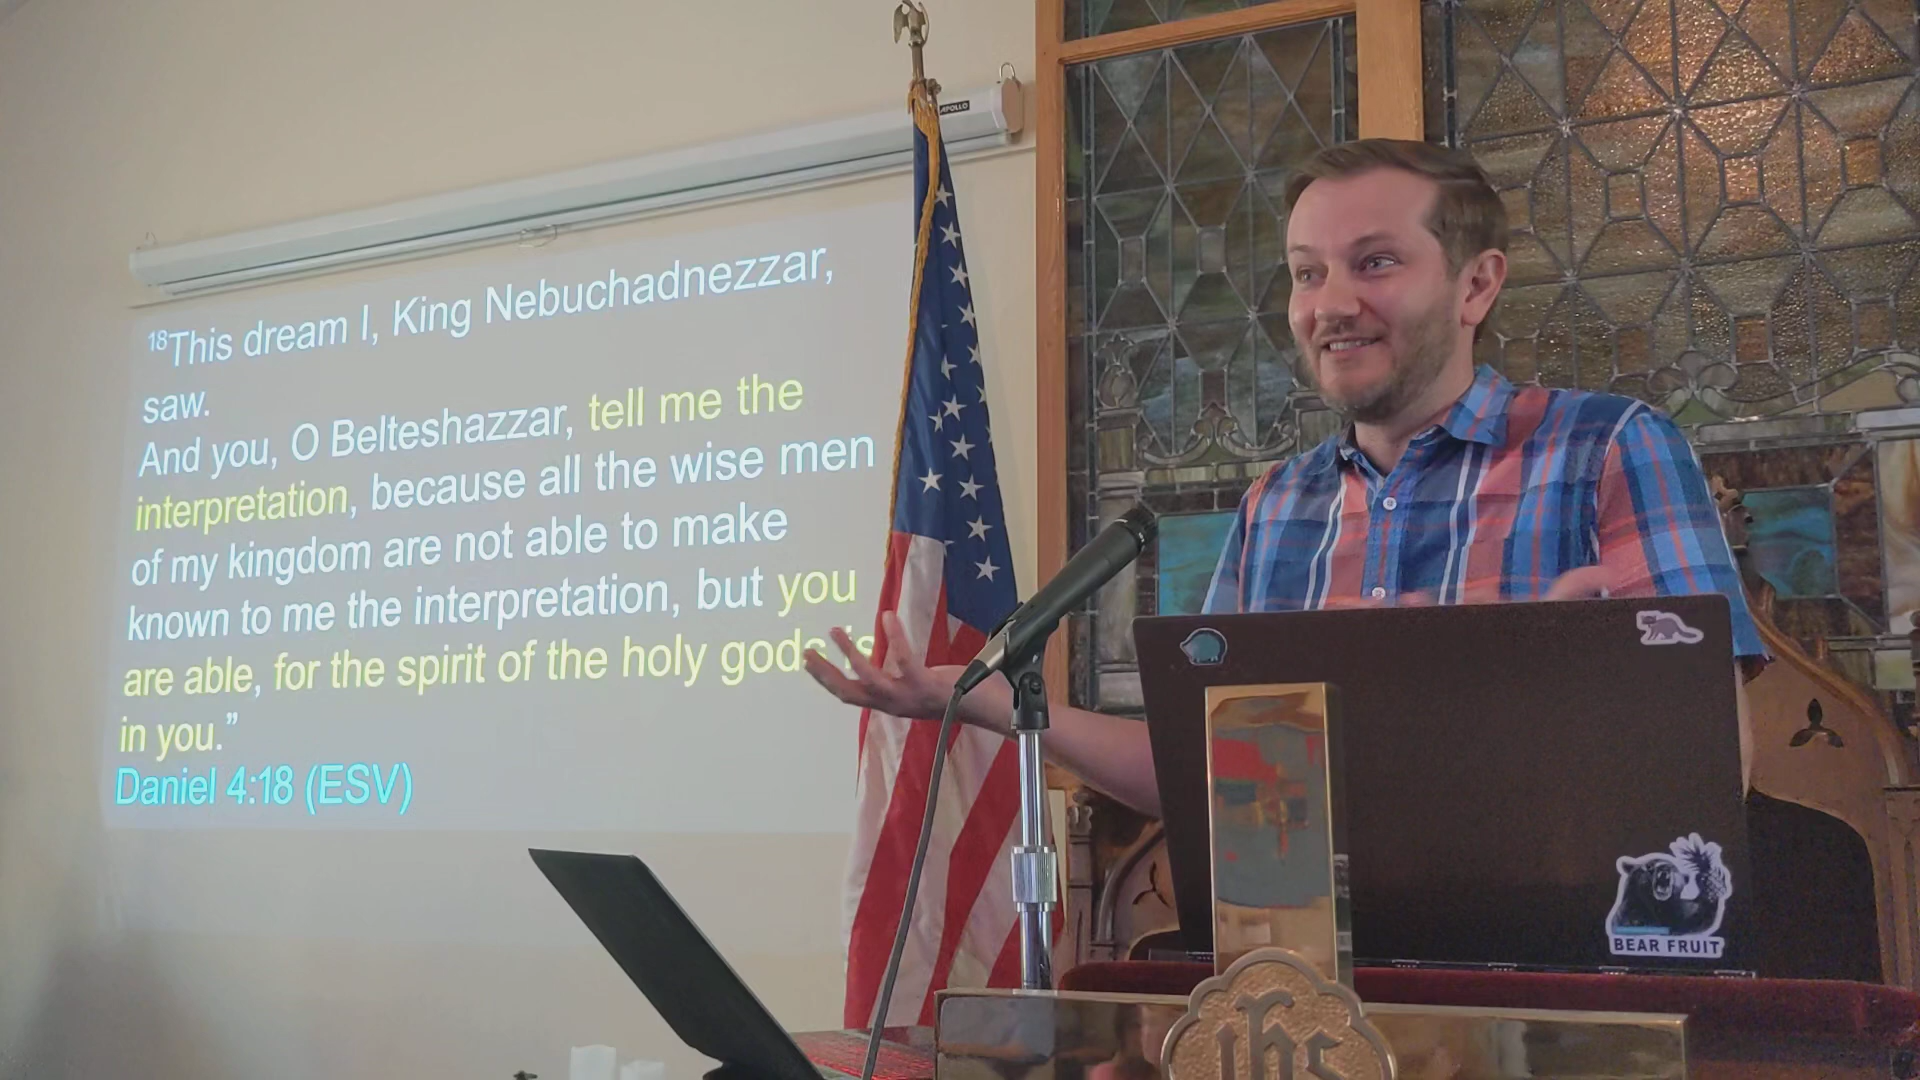 APOLLO
¹⁸This dream I, King Nebuchadnezzar,
saw.
And you, O Belteshazzar, tell me the
interpretation, because all the wise men
of my kingdom are not able to make
known to me the interpretation, but you
are able, for the spirit of the holy gods is
in you.”
Daniel 4:18 (ESV)
BEAR FRUIT
ihs